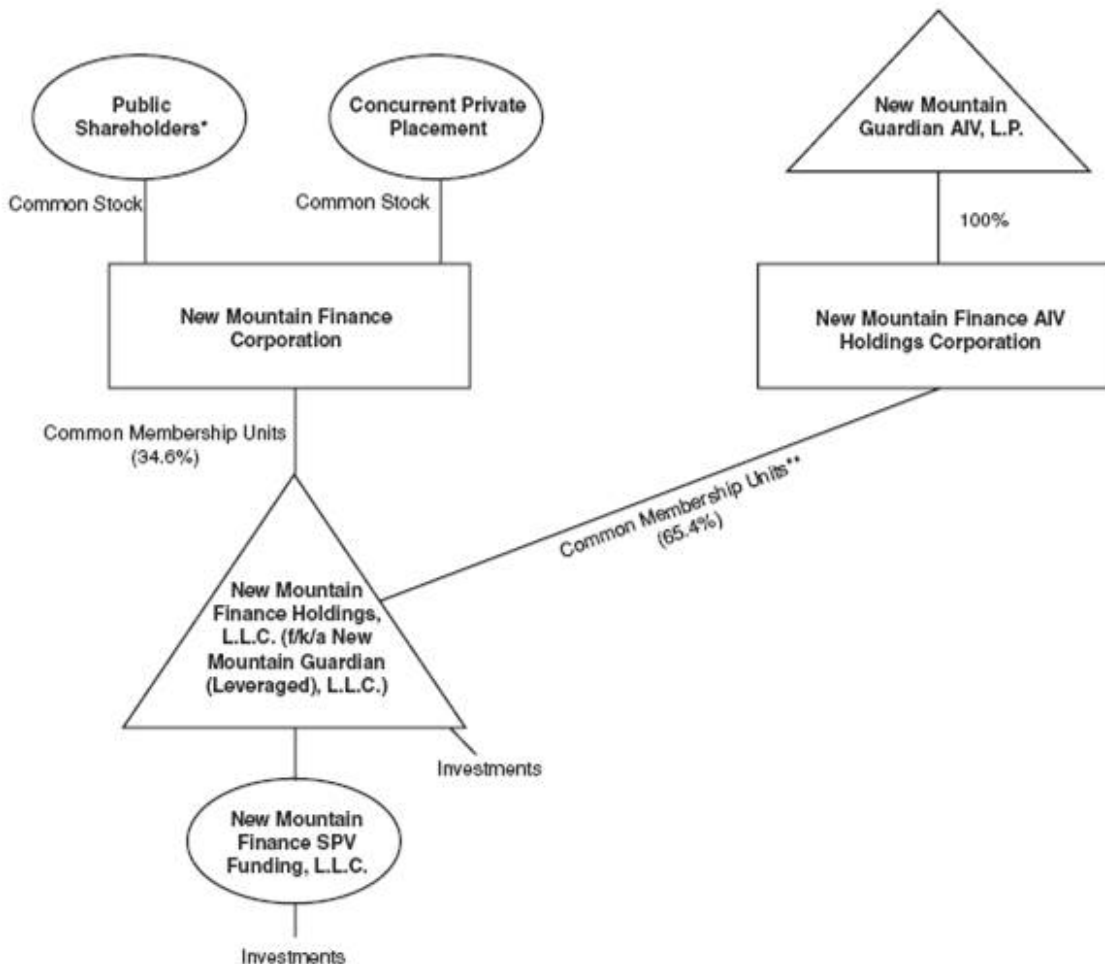 Public
Shareholders*
Concurrent Private
Placement
New Mountain
Guardian AIV, L.P.
Common Stock
Common Stock
100%
New Mountain Finance
Corporation
New Mountain Finance AIV
Holdings Corporation
Common Membership Units
(34.6%)
Common Membership Units**
(65.4%)
New Mountain
Finance Holdings,
L.L.C. (f/k/a New
Mountain Guardian
(Leveraged), L.L.C.)
Investments
New Mountain
Finance SPV
Funding, L.L.C.
Investments